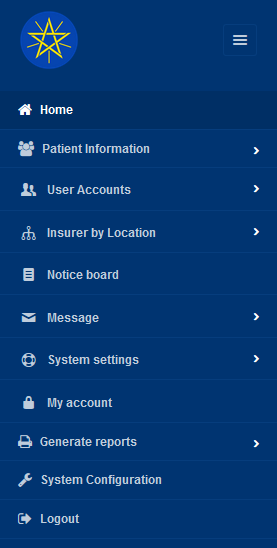 Home
Patient Information
User Accounts
Insurer by Location
Notice board
Message
System settings
My account
Generate reports
System Configuration
Logout